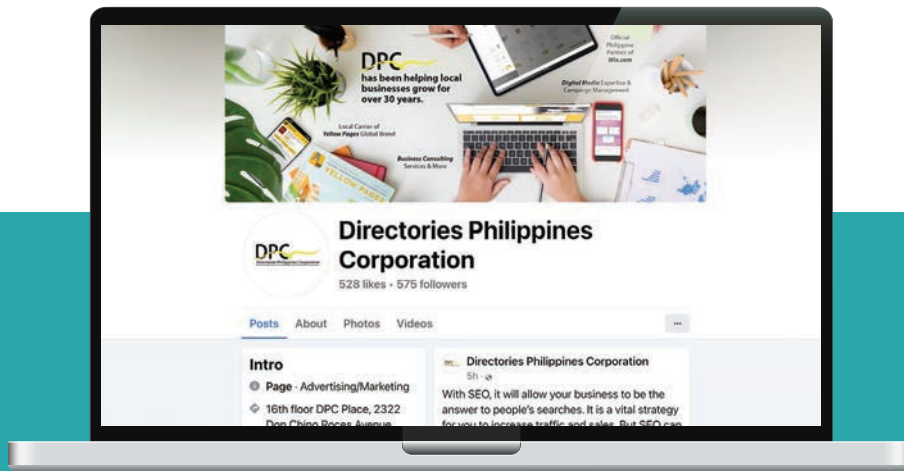 Official
Philippine
Partner of
Wix.com
DPC
has been helping local
businesses grow for
over 30 years.
Digital Media Expertise &
Campaign Management
Local Carrier of
Yellow Pages Global Brand
Business Consulting
Services & More
YELLOW PAGES
DPC
Directories Philippines Corporation
Directories Philippines
Corporation
528 likes • 575 followers
Posts About Photos Videos
Intro
Page · Advertising/Marketing
16th floor DPC Place, 2322
Don Chino Roces Avenue
Directories Philippines Corporation
5h ·
With SEO, it will allow your business to be the
answer to people's searches. It is a vital strategy
for you to increase traffic and sales. But SEO can